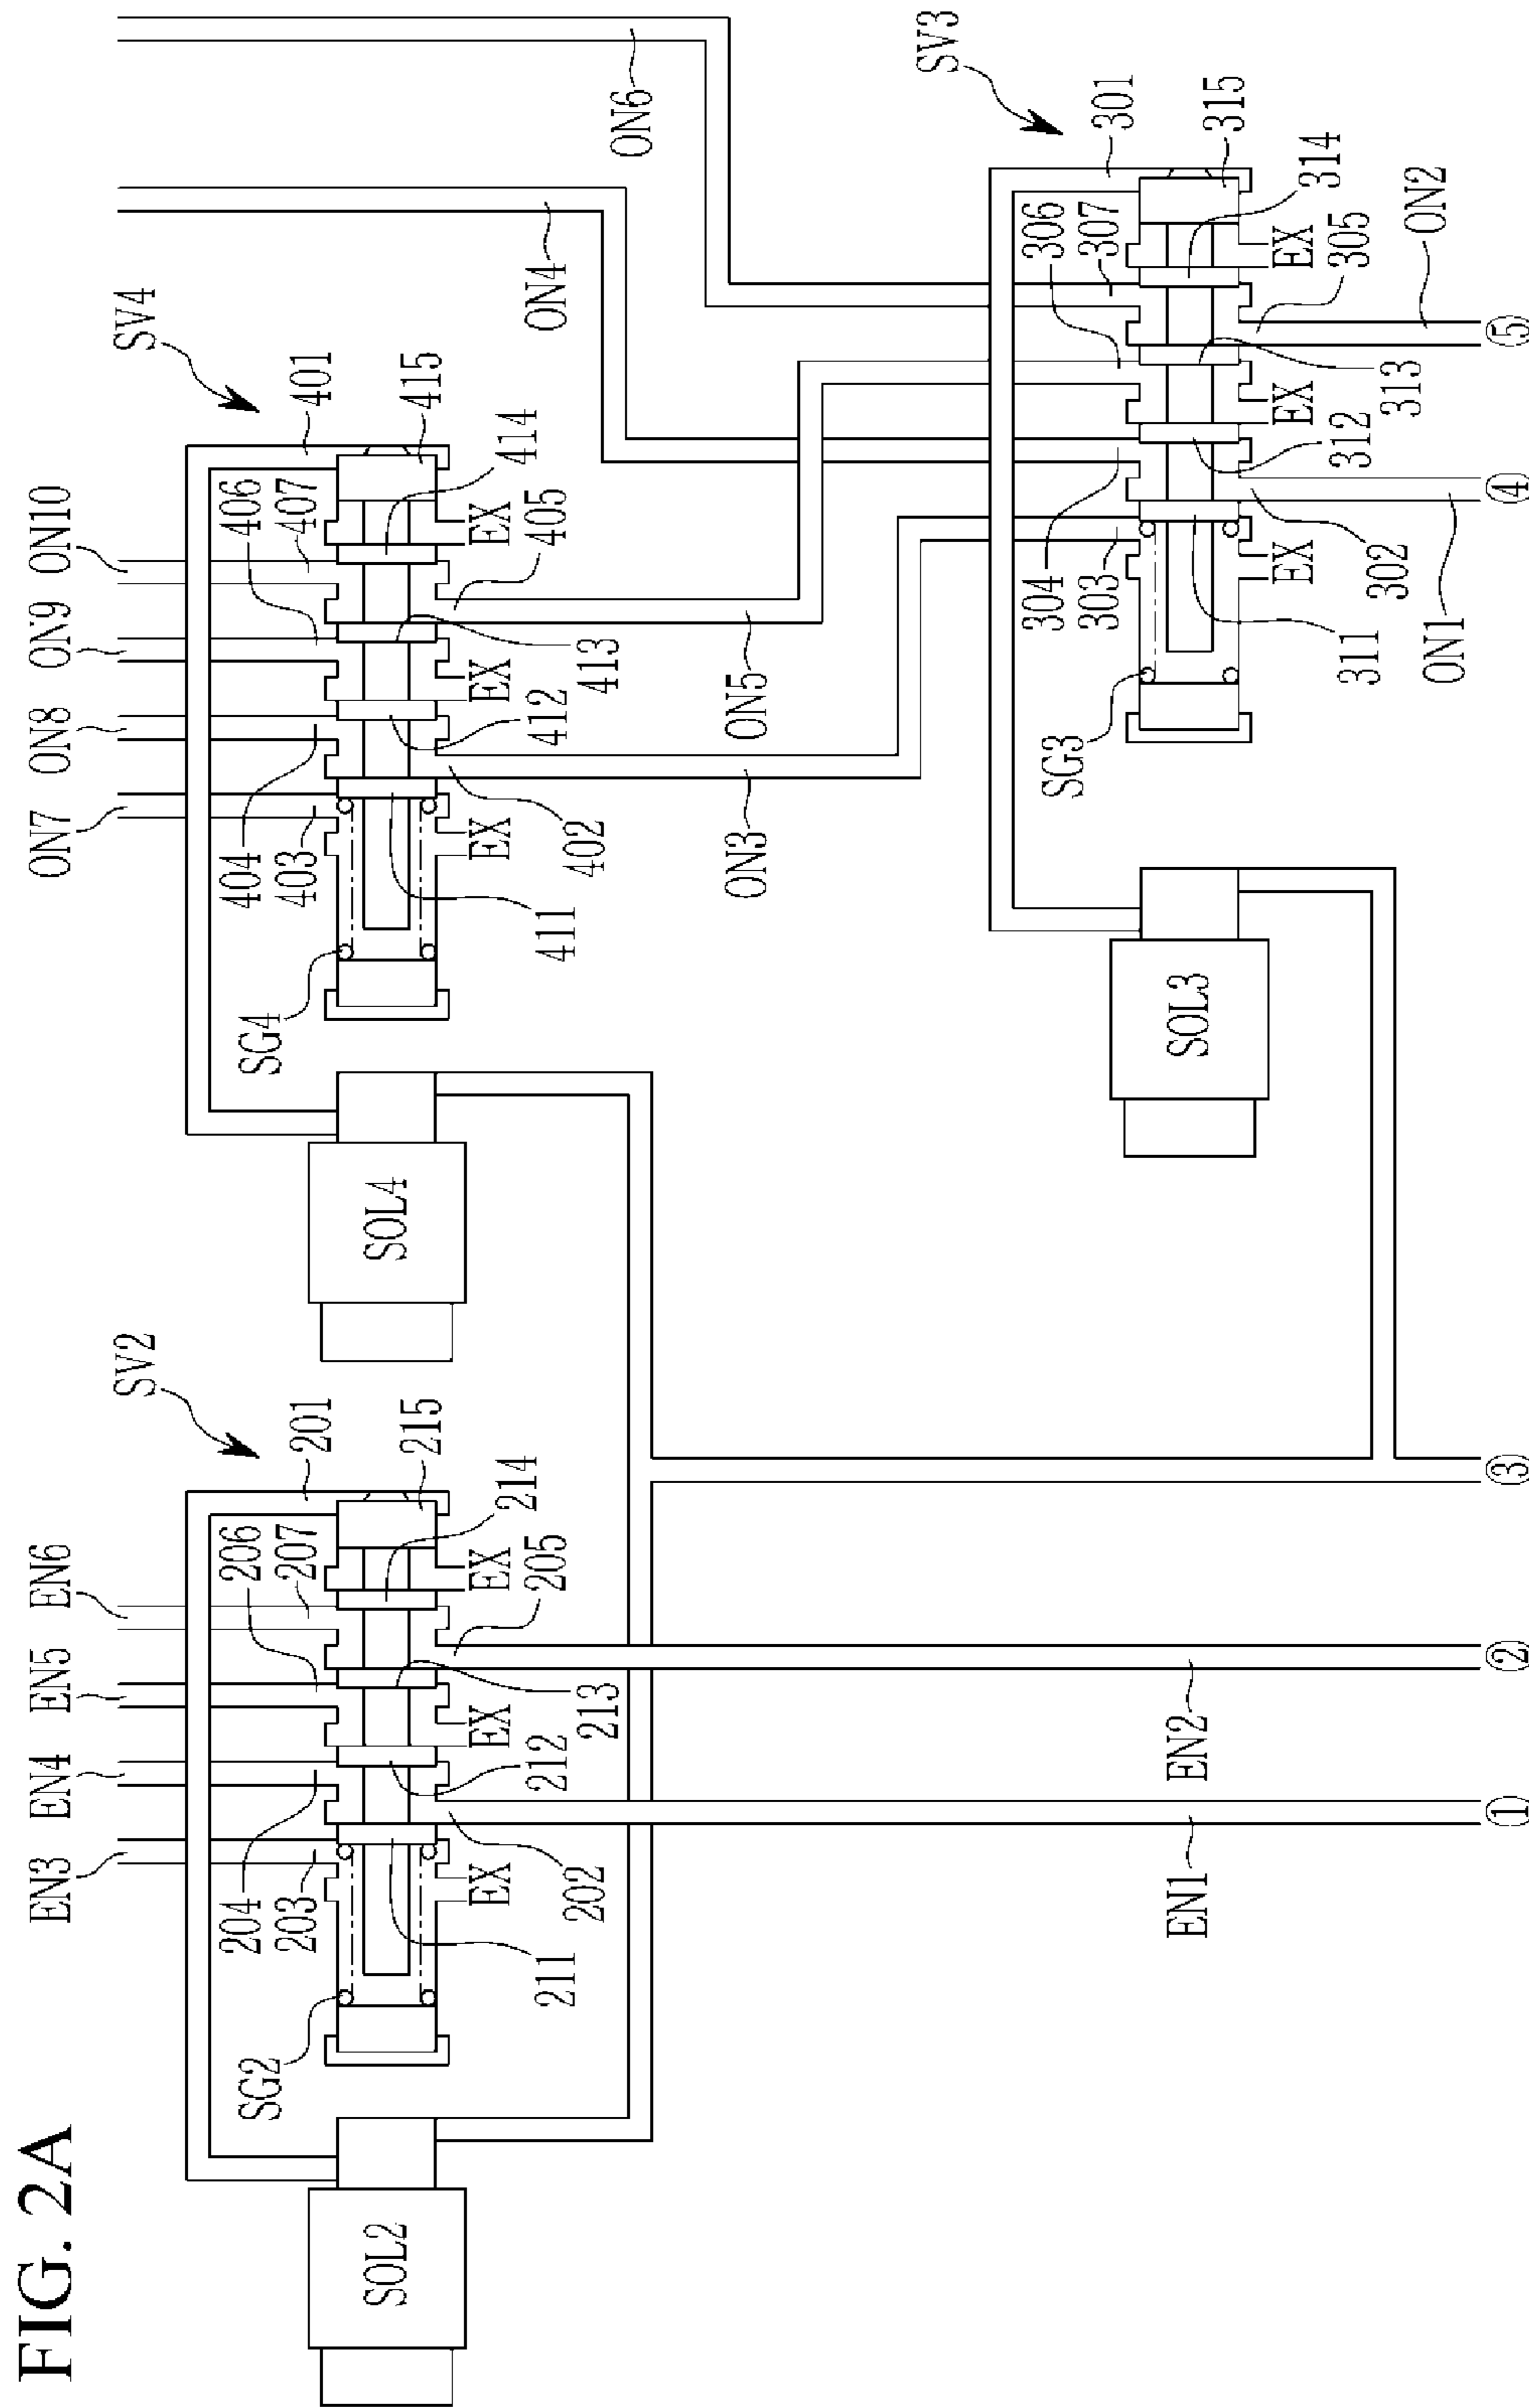 FIG. 2A
EN3
EN4
EN5
EN6
SV2
ON7
ON8
ON9
ON10
SV4
SG2
204
203
206
207
201
215
214
EX
EX
EX
205
213
212
202
211
SOL2
SG4
404
403
406
407
401
415
414
EX
EX
EX
405
413
412
402
411
SOL4
ON4
ON6
ON3
ON5
SV3
SG3
304
303
306
307
301
315
314
EX
EX
EX
305
313
312
302
311
SOL3
EN1
EN2
ON1
ON2
①
②
③
④
⑤